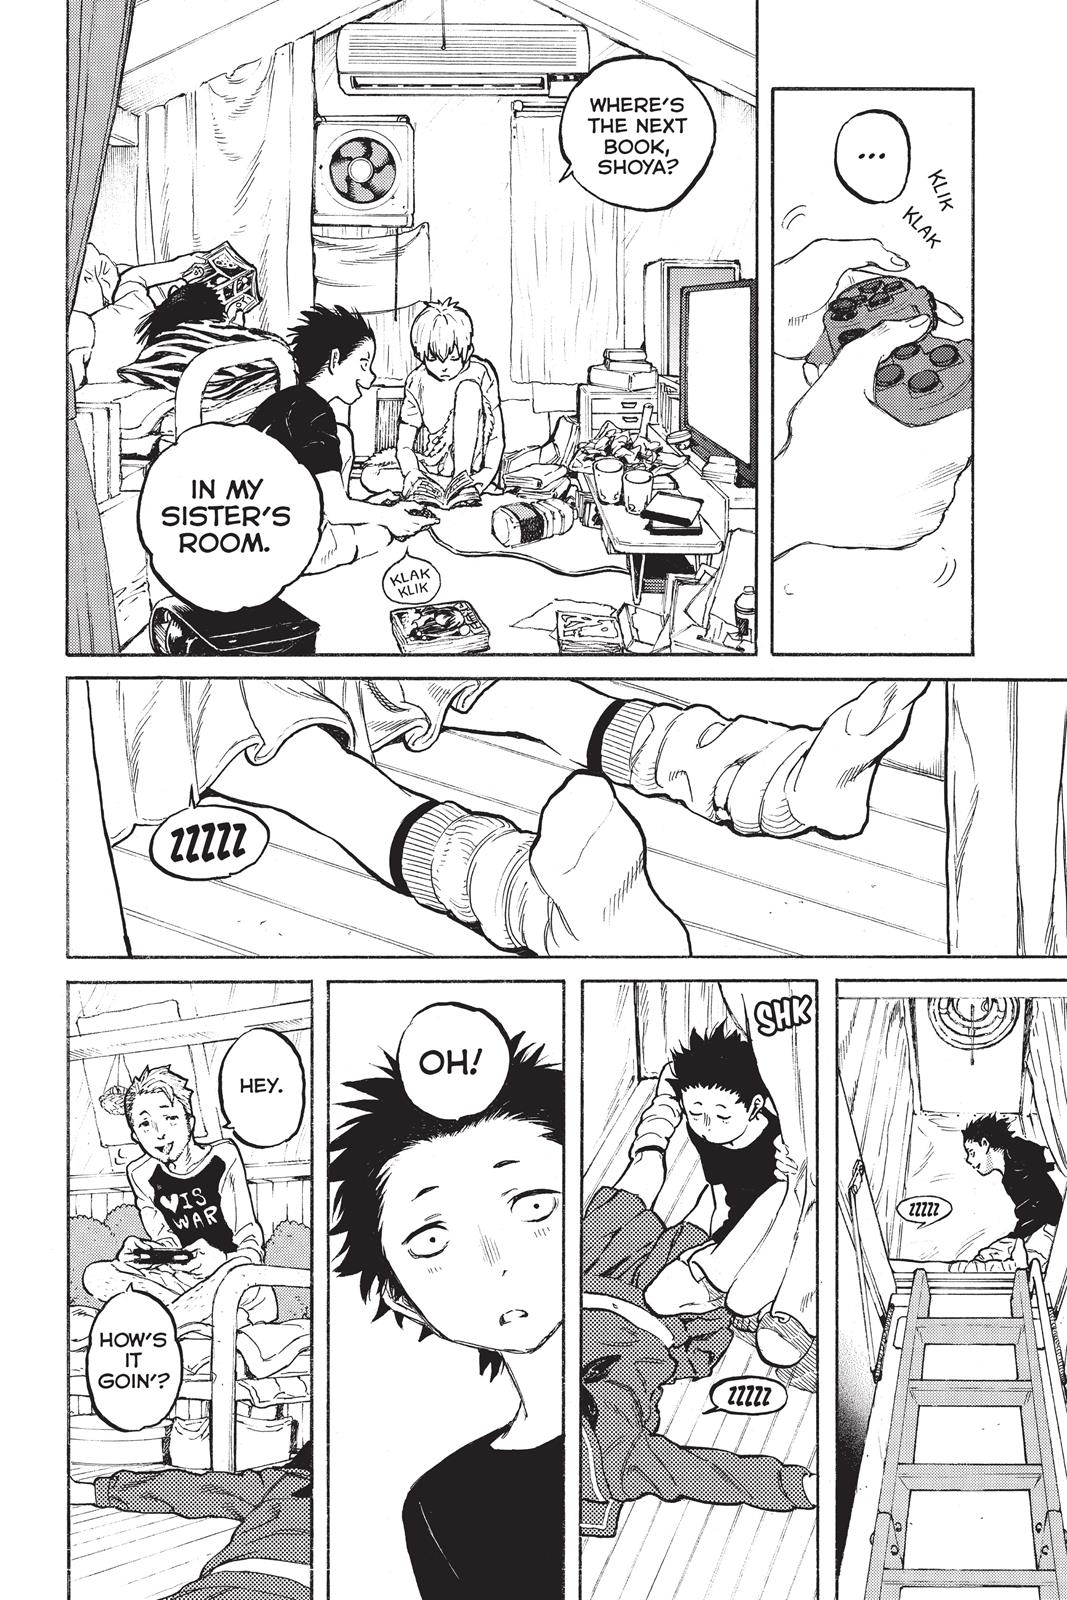 ...
KLIK
KLAK
WHERE'S
THE NEXT
BOOK,
SHOYA?
IN MY
SISTER'S
ROOM.
KLAK
KLIK
ZZZZZ
ZZZZZ
SHK
ZZZZZ
OH!
HEY.
♥IS
WAR
HOW'S
IT
GOIN'?